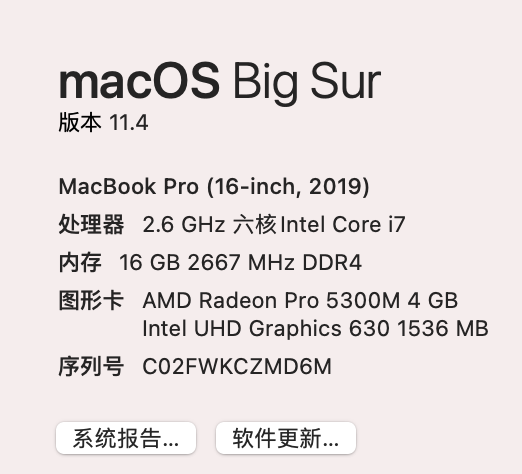 macOS Big Sur
版本 11.4
MacBook Pro (16-inch, 2019)
处理器 2.6 GHz 六核Intel Core i7
内存 16 GB 2667 MHz DDR4
图形卡 AMD Radeon Pro 5300M 4 GB
Intel UHD Graphics 630 1536 MB
序列号 C02FWKCZMD6M
系统报告... 软件更新...